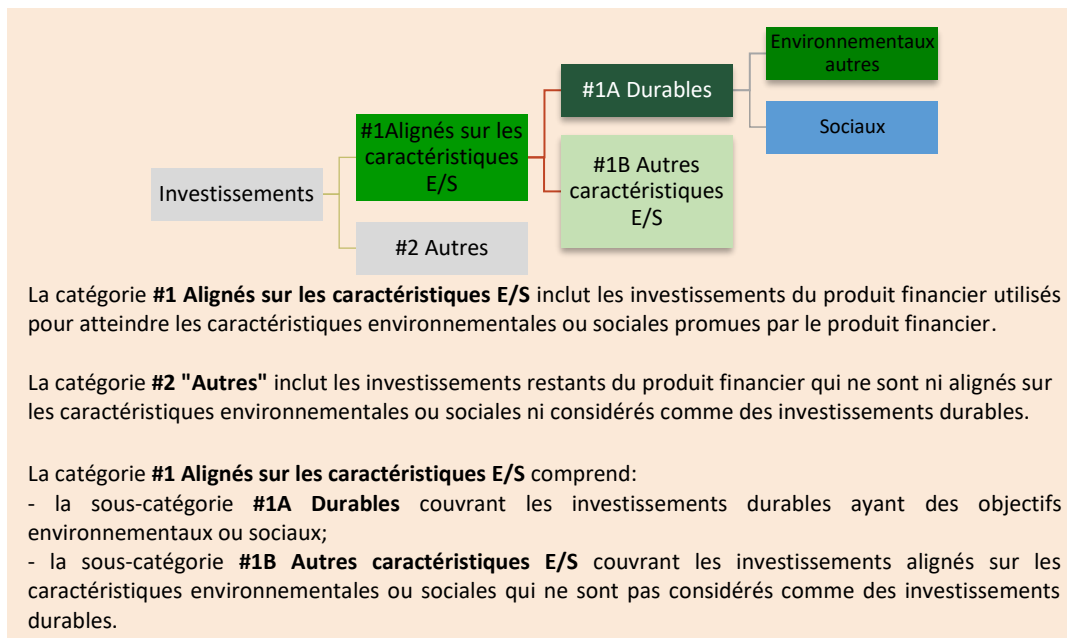 Environnementaux
autres
#1A Durables
#1Alignés sur les
caractéristiques
E/S
Sociaux
#1B Autres
caractéristiques
E/S
Investissements
#2 Autres
La catégorie #1 Alignés sur les caractéristiques E/S inclut les investissements du produit financier utilisés
pour atteindre les caractéristiques environnementales ou sociales promues par le produit financier.
La catégorie #2 "Autres" inclut les investissements restants du produit financier qui ne sont ni alignés sur
les caractéristiques environnementales ou sociales ni considérés comme des investissements durables.
La catégorie #1 Alignés sur les caractéristiques E/S comprend:
- la sous-catégorie #1A Durables couvrant les investissements durables ayant des objectifs
environnementaux ou sociaux;
- la sous-catégorie #1B Autres caractéristiques E/S couvrant les investissements alignés sur les
caractéristiques environnementales ou sociales qui ne sont pas considérés comme des investissements
durables.